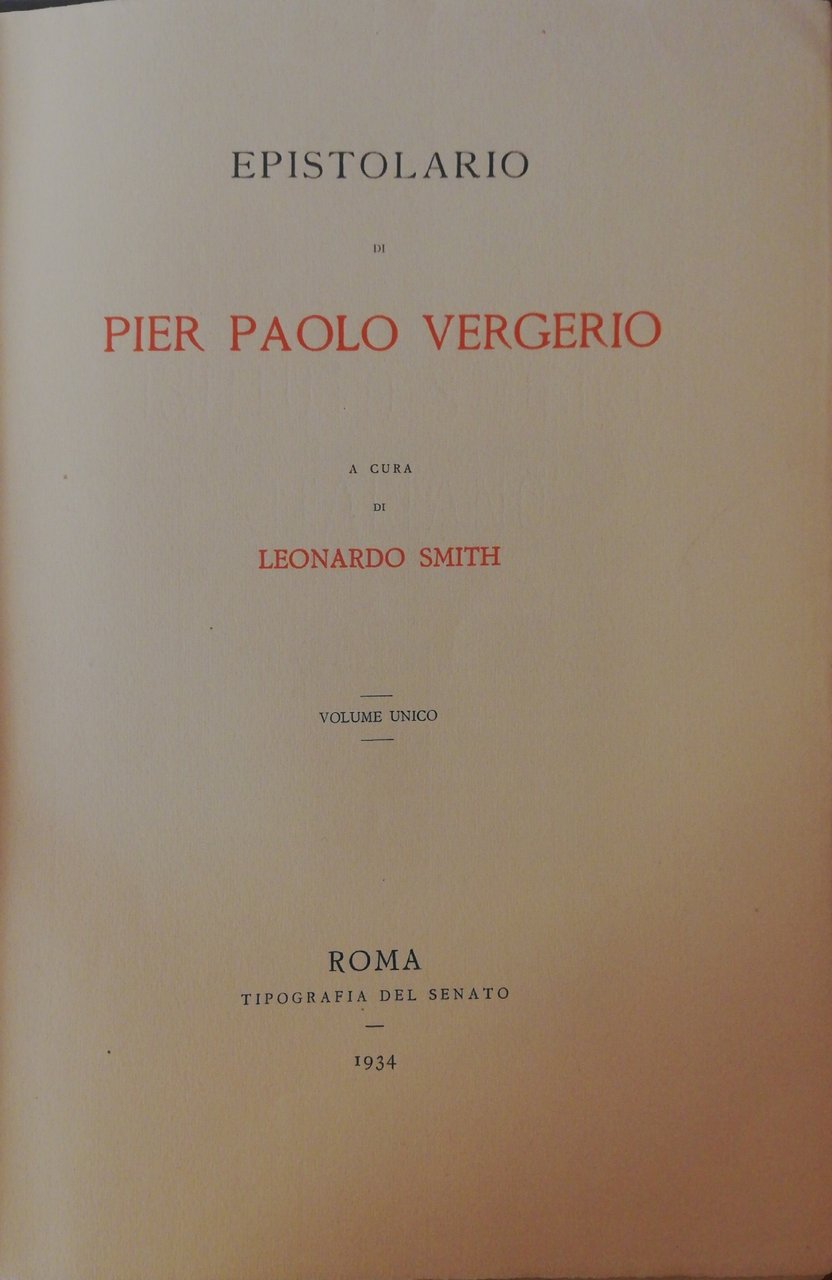 EPISTOLARIO
DI
PIER PAOLO VERGERIO
A CURA
DI
LEONARDO SMITH
VOLUME UNICO
ROMA
TIPOGRAFIA DEL SENATO
1934